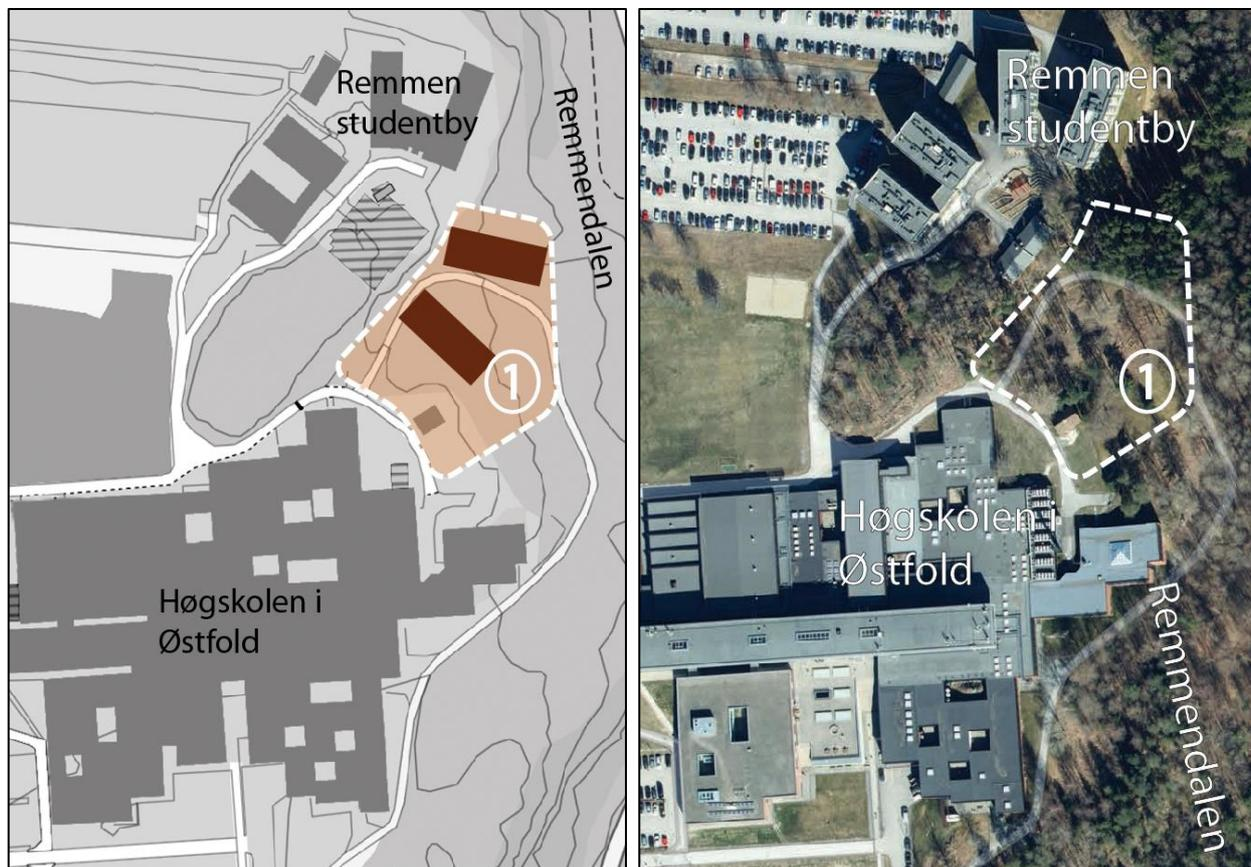 Remmen
studentby
Remmendalen
1
Høgskolen i
Østfold
Remmen
studentby
1
Høgskolen i
Østfold
Remmendalen